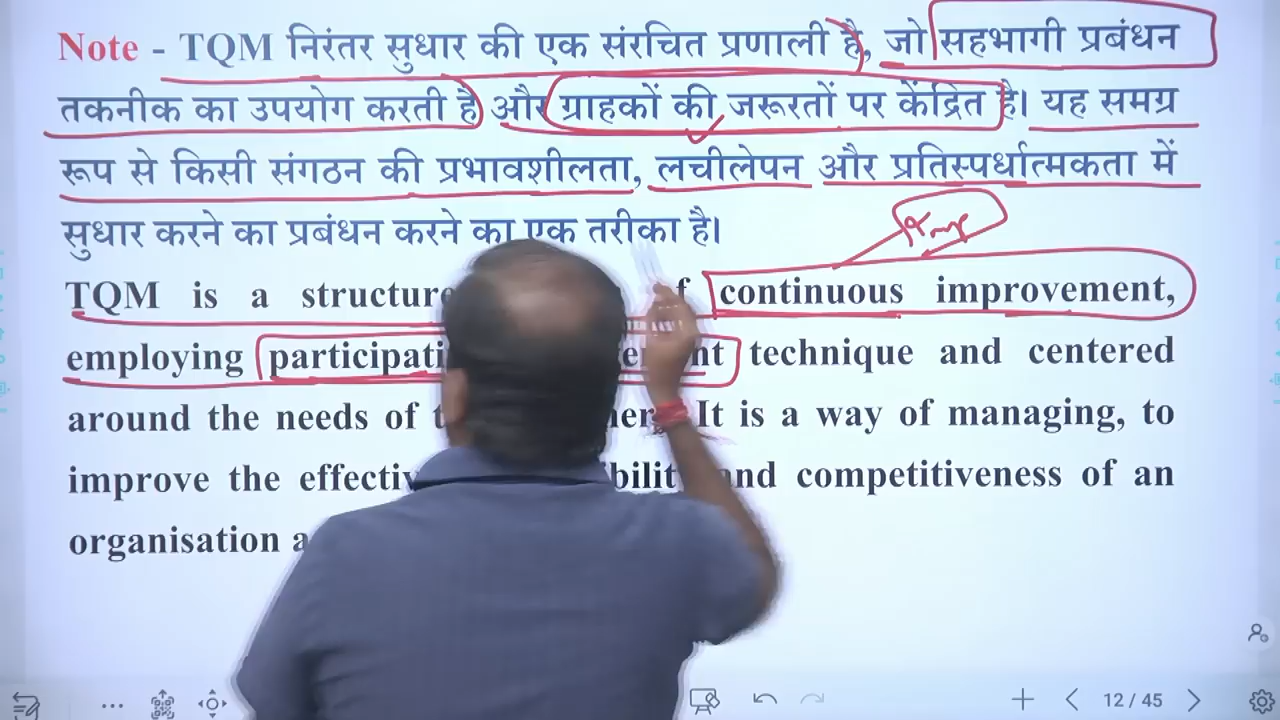 Note - TQM निरंतर सुधार की एक संरचित प्रणाली है, जो सहभागी प्रबंधन
तकनीक का उपयोग करती है और ग्राहकों की जरूरतों पर केंद्रित है। यह समग्र
रूप से किसी संगठन की प्रभावशीलता, लचीलेपन और प्रतिस्पर्धात्मकता में
सुधार करने का प्रबंधन करने का एक तरीका है।
TQM is a continuous improvement,
employing technique and centered
around the needs of It is a way of managing, to
improve the and competitiveness of an
organisation
12 / 45